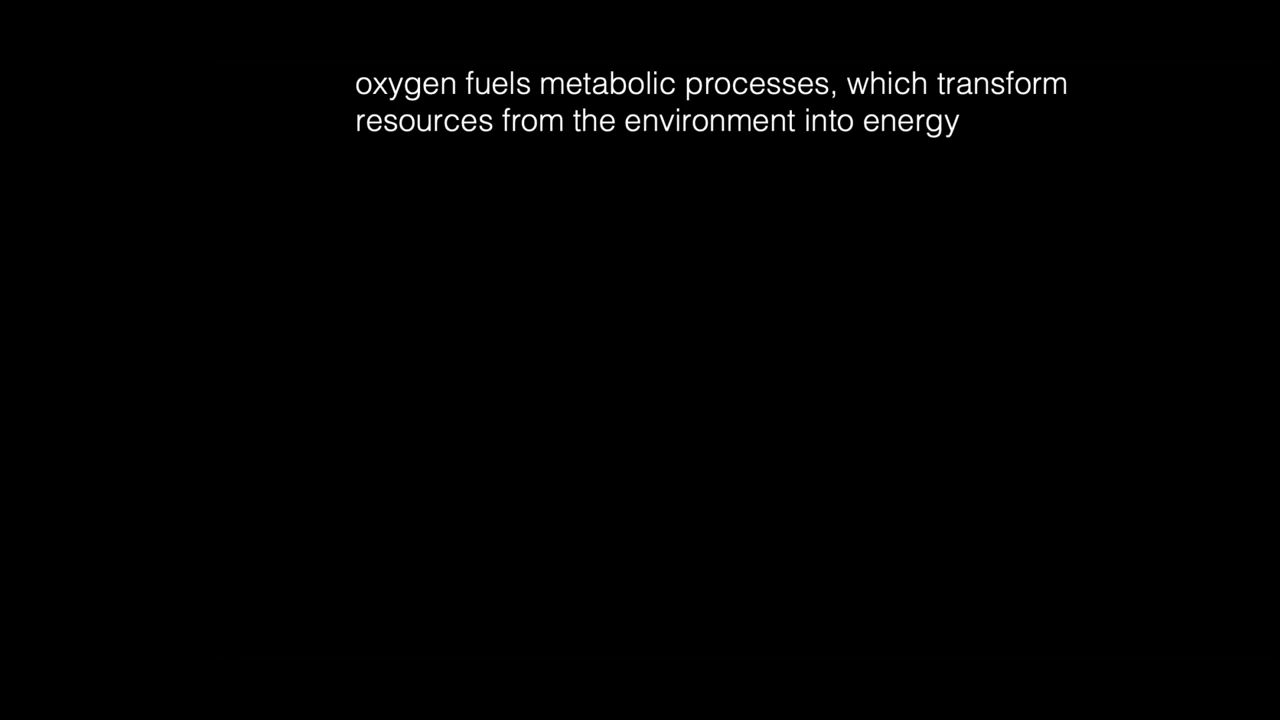 oxygen fuels metabolic processes, which transform
resources from the environment into energy